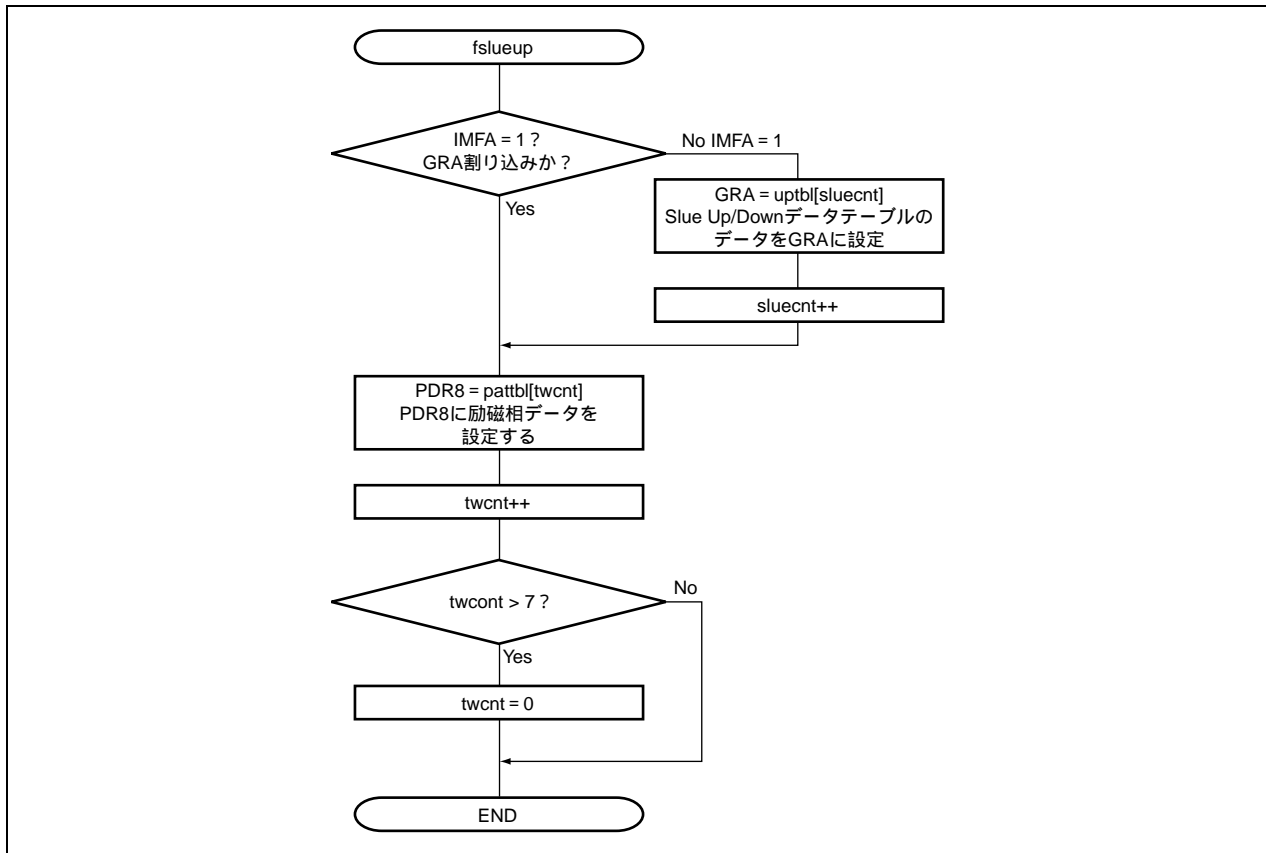 fslueup
IMFA = 1？
GRA割り込みか？
No IMFA = 1
Yes
GRA = uptbl[sluecnt]
Slue Up/Downデータテーブルの
データをGRAに設定
sluecnt++
PDR8 = pattbl[twcnt]
PDR8に励磁相データを
設定する
twcnt++
twcont > 7？
No
Yes
twcnt = 0
END